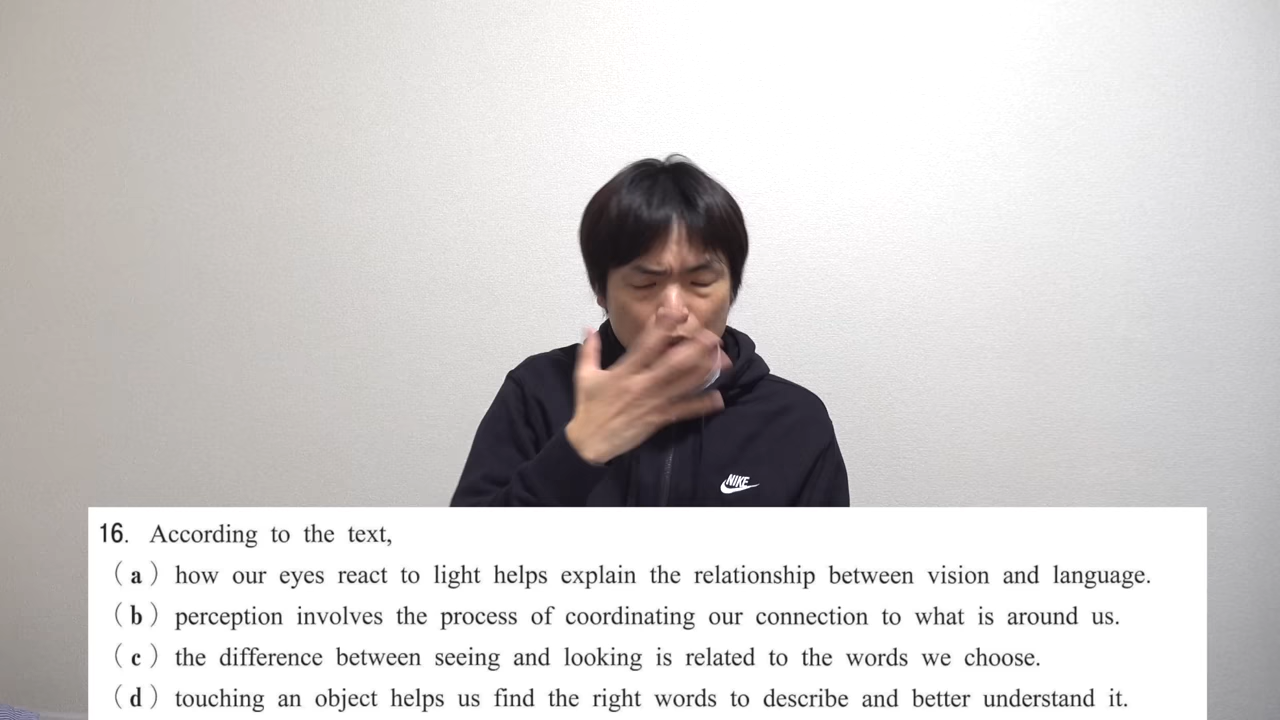 NIKE
16. According to the text,
( a ) how our eyes react to light helps explain the relationship between vision and language.
( b ) perception involves the process of coordinating our connection to what is around us.
( c ) the difference between seeing and looking is related to the words we choose.
( d ) touching an object helps us find the right words to describe and better understand it.